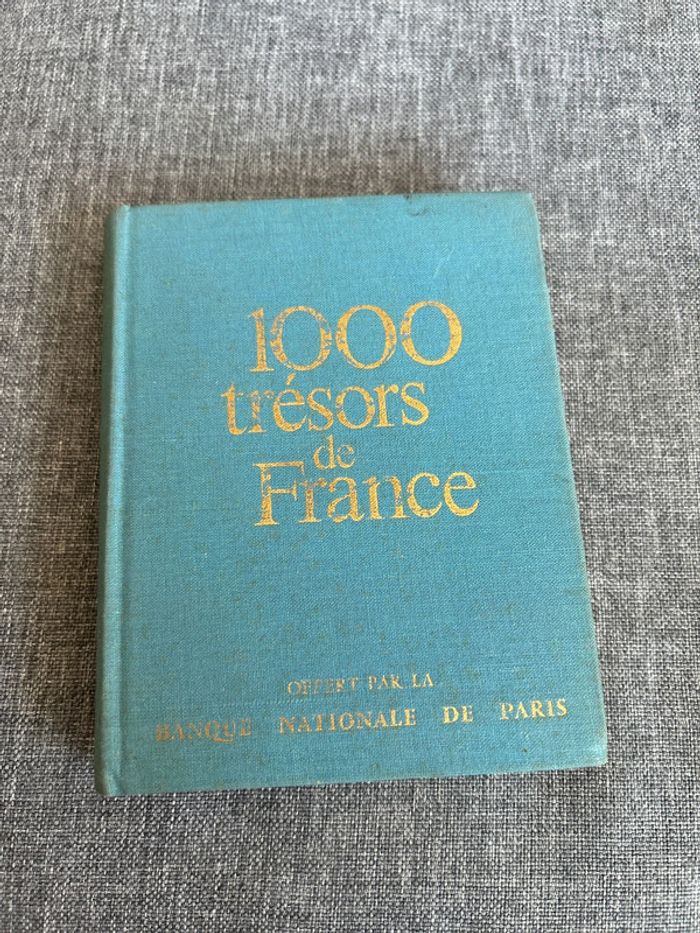 1000
trésors
de
France
OFFERT PAR LA
BANQUE NATIONALE DE PARIS